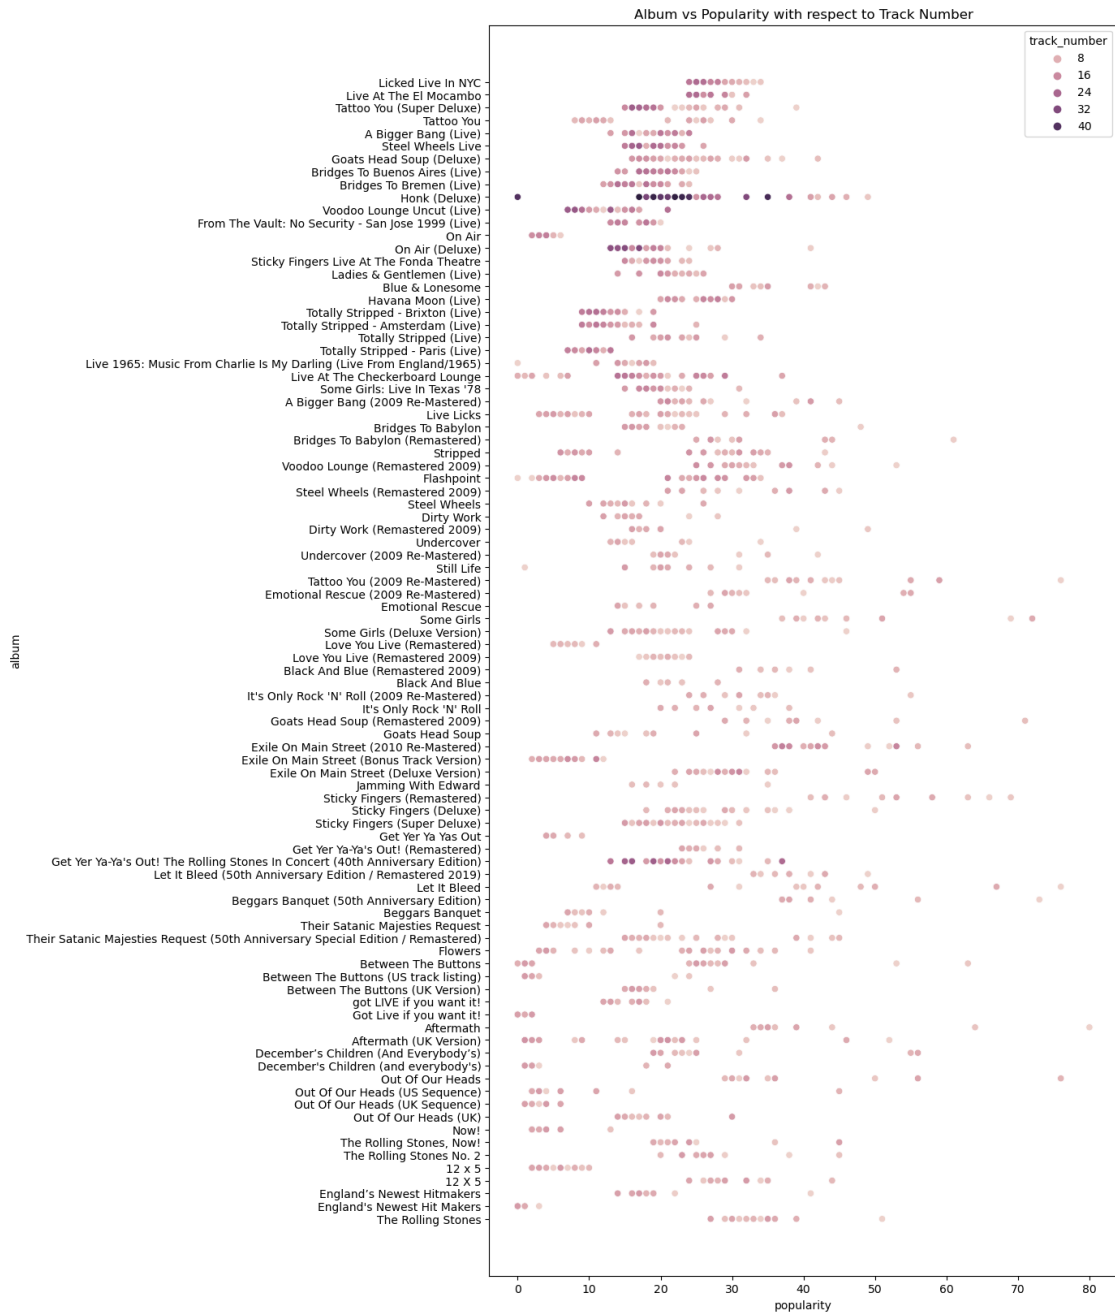 Album vs Popularity with respect to Track Number
track_number
8
16
24
32
40
album
Licked Live In NYC
Live At The El Mocambo
Tattoo You (Super Deluxe)
Tattoo You
A Bigger Bang (Live)
Steel Wheels Live
Goats Head Soup (Deluxe)
Bridges To Buenos Aires (Live)
Bridges To Bremen (Live)
Honk (Deluxe)
Voodoo Lounge Uncut (Live)
From The Vault: No Security - San Jose 1999 (Live)
On Air
On Air (Deluxe)
Sticky Fingers Live At The Fonda Theatre
Ladies & Gentlemen (Live)
Blue & Lonesome
Havana Moon (Live)
Totally Stripped - Brixton (Live)
Totally Stripped - Amsterdam (Live)
Totally Stripped (Live)
Totally Stripped - Paris (Live)
Live 1965: Music From Charlie Is My Darling (Live From England/1965)
Live At The Checkerboard Lounge
Some Girls: Live In Texas '78
A Bigger Bang (2009 Re-Mastered)
Live Licks
Bridges To Babylon
Bridges To Babylon (Remastered)
Stripped
Voodoo Lounge (Remastered 2009)
Flashpoint
Steel Wheels (Remastered 2009)
Steel Wheels
Dirty Work
Dirty Work (Remastered 2009)
Undercover
Undercover (2009 Re-Mastered)
Still Life
Tattoo You (2009 Re-Mastered)
Emotional Rescue (2009 Re-Mastered)
Emotional Rescue
Some Girls
Some Girls (Deluxe Version)
Love You Live (Remastered)
Love You Live (Remastered 2009)
Black And Blue (Remastered 2009)
Black And Blue
It's Only Rock 'N' Roll (2009 Re-Mastered)
It's Only Rock 'N' Roll
Goats Head Soup (Remastered 2009)
Goats Head Soup
Exile On Main Street (2010 Re-Mastered)
Exile On Main Street (Bonus Track Version)
Exile On Main Street (Deluxe Version)
Jamming With Edward
Sticky Fingers (Remastered)
Sticky Fingers (Deluxe)
Sticky Fingers (Super Deluxe)
Get Yer Ya Yas Out
Get Yer Ya-Ya's Out! (Remastered)
Get Yer Ya-Ya's Out! The Rolling Stones In Concert (40th Anniversary Edition)
Let It Bleed (50th Anniversary Edition / Remastered 2019)
Let It Bleed
Beggars Banquet (50th Anniversary Edition)
Beggars Banquet
Their Satanic Majesties Request
Their Satanic Majesties Request (50th Anniversary Special Edition / Remastered)
Flowers
Between The Buttons
Between The Buttons (US track listing)
Between The Buttons (UK Version)
got LIVE if you want it!
Got Live if you want it!
Aftermath
Aftermath (UK Version)
December’s Children (And Everybody’s)
December's Children (and everybody's)
Out Of Our Heads
Out Of Our Heads (US Sequence)
Out Of Our Heads (UK Sequence)
Out Of Our Heads (UK)
Now!
The Rolling Stones, Now!
The Rolling Stones No. 2
12 x 5
12 X 5
England’s Newest Hitmakers
England's Newest Hit Makers
The Rolling Stones
0 10 20 30 40 50 60 70 80
popularity